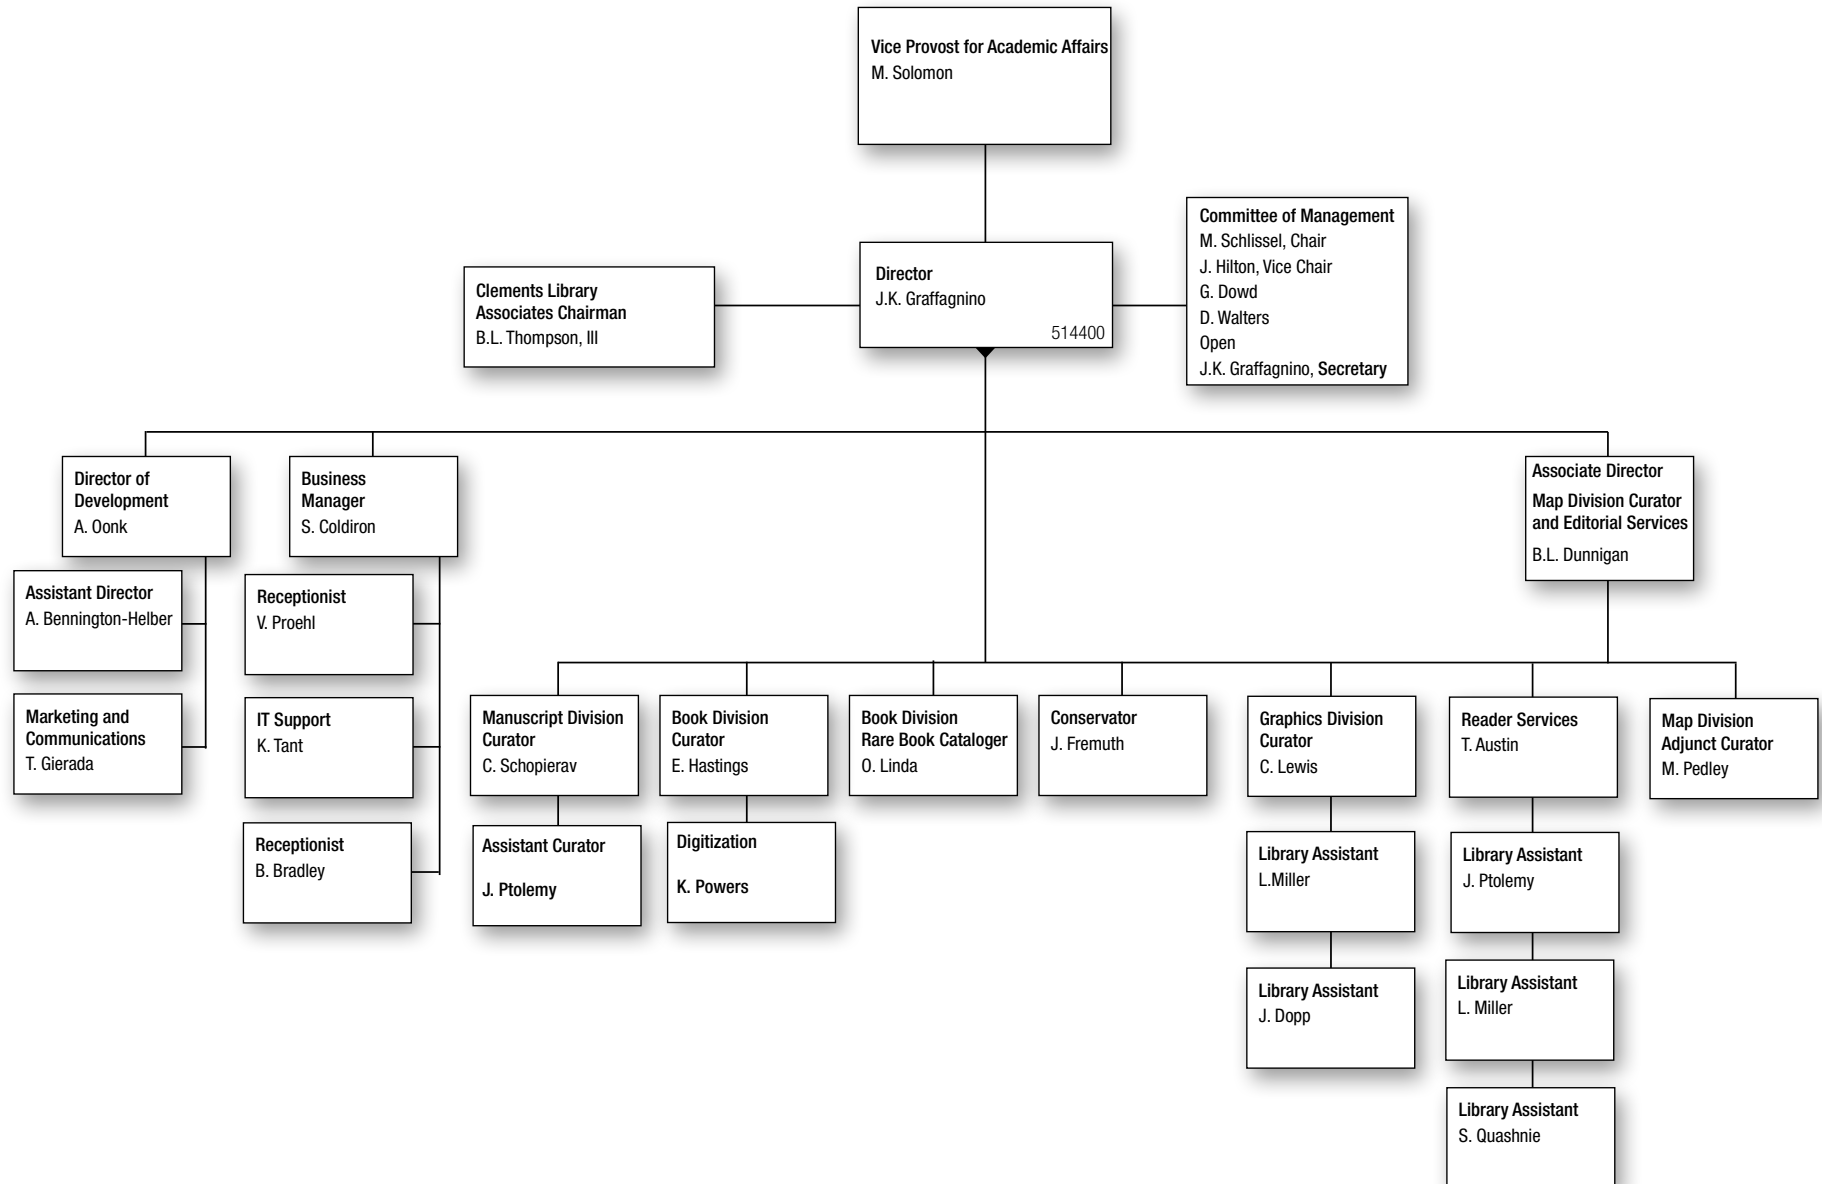 Vice Provost for Academic Affairs
M. Solomon
Committee of Management
M. Schlissel, Chair
J. Hilton, Vice Chair
G. Dowd
D. Walters
Open
J.K. Graffagnino, Secretary
Director
J.K. Graffagnino
514400
Clements Library
Associates Chairman
B.L. Thompson, III
Director of
Development
A. Oonk
Business
Manager
S. Coldiron
Associate Director
Map Division Curator
and Editorial Services
B.L. Dunnigan
Assistant Director
A. Bennington-Helber
Receptionist
V. Proehl
Marketing and
Communications
T. Gierada
IT Support
K. Tant
Receptionist
B. Bradley
Manuscript Division
Curator
C. Schopierav
Book Division
Curator
E. Hastings
Book Division
Rare Book Cataloger
O. Linda
Conservator
J. Fremuth
Graphics Division
Curator
C. Lewis
Reader Services
T. Austin
Map Division
Adjunct Curator
M. Pedley
Assistant Curator
J. Ptolemy
Digitization
K. Powers
Library Assistant
L.Miller
Library Assistant
J. Ptolemy
Library Assistant
J. Dopp
Library Assistant
L. Miller
Library Assistant
S. Quashnie